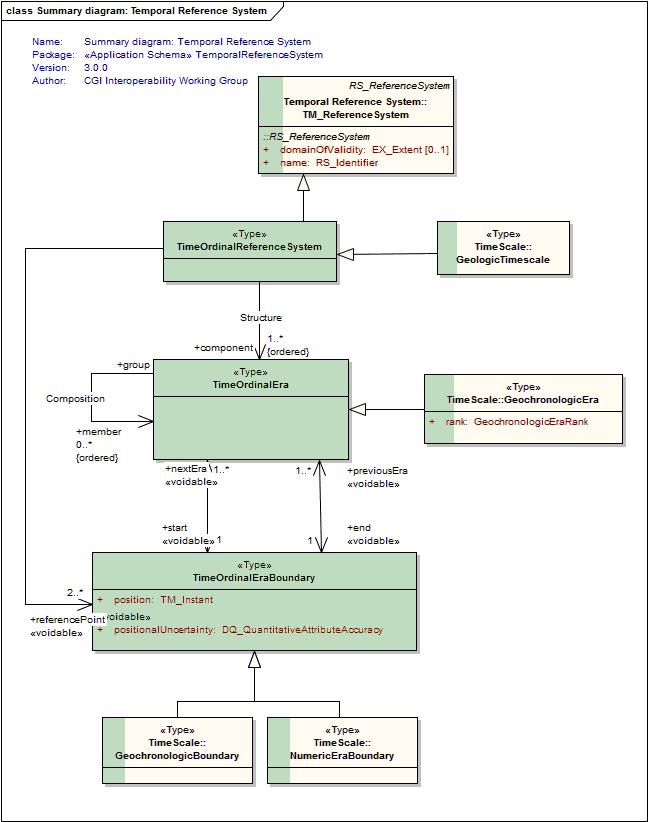 class Summary diagram: Temporal Reference System
Name: Summary diagram: Temporal Reference System
Package: «Application Schema» TemporalReferenceSystem
Version: 3.0.0
Author: CGI Interoperability Working Group
RS_ReferenceSystem
Temporal Reference System::
TM_ReferenceSystem
::RS_ReferenceSystem
+ domainOfValidity: EX_Extent [0..1]
+ name: RS_Identifier
«Type»
TimeOrdinalReferenceSystem
«Type»
TimeScale::
GeologicTimescale
Structure
+component
1..*
{ordered}
+group
«Type»
TimeOrdinalEra
Composition
+member
0..*
{ordered}
«Type»
TimeScale::GeochronologicEra
+ rank: GeochronologicEraRank
+nextEra 1..*
«voidable»
1..* +previousEra
«voidable»
+start
«voidable» 1
+end
1 «voidable»
«Type»
TimeOrdinalEraBoundary
2..*
+ position: TM_Instant
+referencePoint
voidable»
«voidable»
+ positionalUncertainty: DQ_QuantitativeAttributeAccuracy
«Type»
TimeScale::
GeochronologicBoundary
«Type»
TimeScale::
NumericEraBoundary